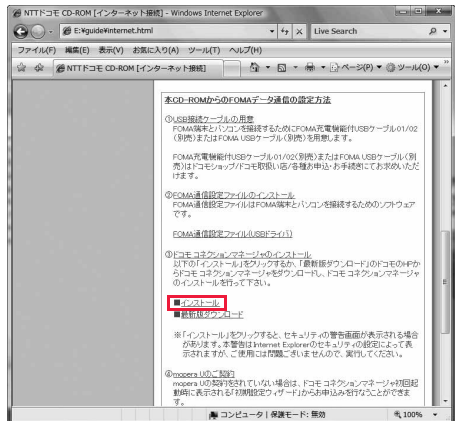 NTTドコモ CD-ROM [インターネット接続] - Windows Internet Explorer
E:¥guide¥internet.html
Live Search
ファイル(F) 編集(E) 表示(V) お気に入り(A) ツール(T) ヘルプ(H)
NTTドコモ CD-ROM [インターネット接続]
ページ(P) ツール(O)
本CD-ROMからのFOMAデータ通信の設定方法
①USB接続ケーブルの用意
FOMA端末とパソコンを接続するためにFOMA充電機能付USBケーブル01/02
(別売)またはFOMA USBケーブル(別売)を用意します。
FOMA充電機能付USBケーブル01/02(別売)またはFOMA USBケーブル(別
売)はドコモショップ/ドコモ取扱い店/各種お申込・お手続きにてお求めいただ
けます。
②FOMA通信設定ファイルのインストール
FOMA通信設定ファイルはFOMA端末とパソコンを接続するためのソフトウェア
です。
FOMA通信設定ファイル(USBドライバ)
③ドコモ コネクションマネージャのインストール
以下の「インストール」をクリックするか、「最新版ダウンロード」のドコモのHPか
らドコモ コネクションマネージャをダウンロードし、ドコモ コネクションマネージャ
のインストールを行って下さい。
■インストール
■最新版ダウンロード
※「インストール」をクリックすると、セキュリティの警告画面が表示される場合
があります。本警告はInternet Explorerのセキュリティの設定によって表
示されますが、ご使用には問題ございませんので、実行してください。
④mopera Uのご契約
mopera Uの契約をされていない場合は、ドコモ コネクションマネージャ初回起
動時に表示される「初期設定ウィザード」からお申込みを行なうことができま
す。
コンピュータ | 保護モード: 無効
100%